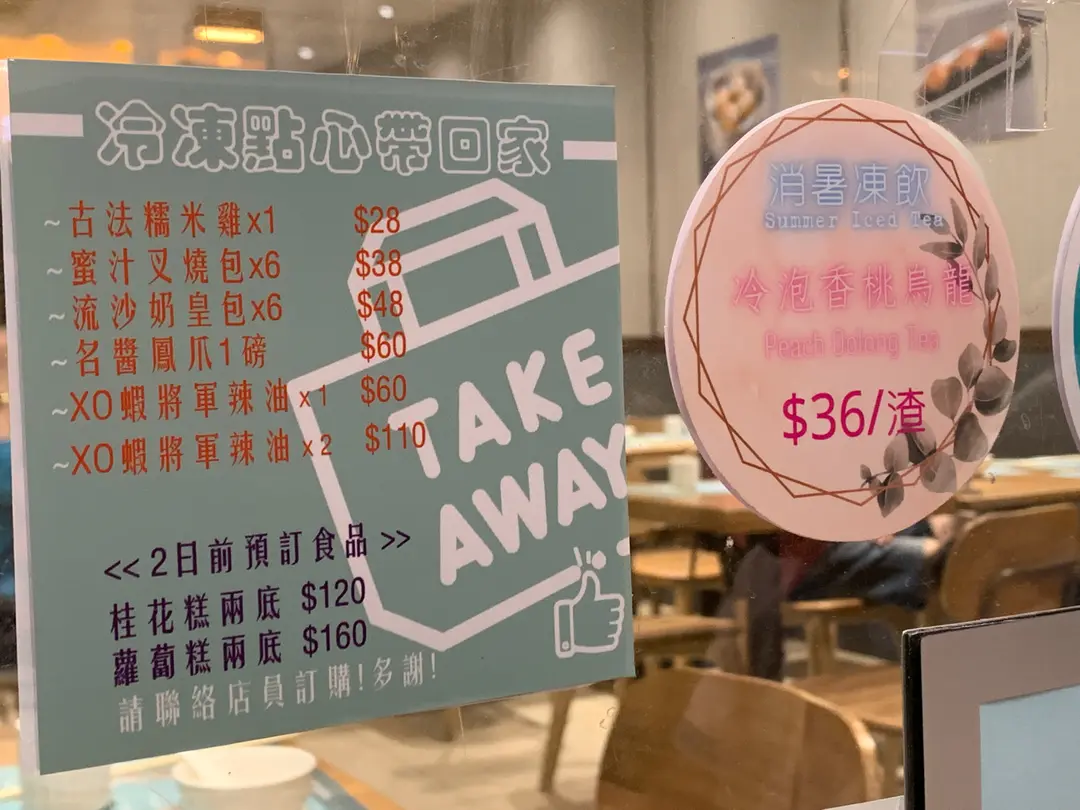 冷凍點心帶回家
~古法糯米雞x1 $28
~蜜汁叉燒包x6 $38
~流沙奶皇包x6 $48
~名醬鳳爪1磅 $60
~XO蝦將軍辣油x1 $60
~XO蝦將軍辣油x2 $110
TAKE
AWAY
<< 2日前預訂食品 >>
桂花糕兩底 $120
蘿蔔糕兩底 $160
請聯絡店員訂購!多謝!
消暑凍飲
Summer Iced Tea
冷泡香桃烏龍
Peach Oolong Tea
$36/渣